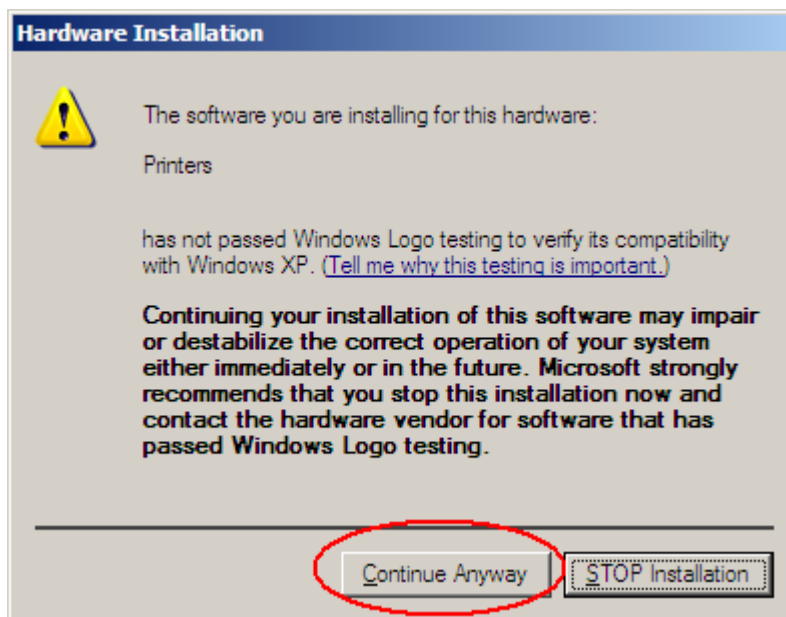 Hardware Installation
The software you are installing for this hardware:
Printers
has not passed Windows Logo testing to verify its compatibility
with Windows XP. (Tell me why this testing is important.)
Continuing your installation of this software may impair
or destabilize the correct operation of your system
either immediately or in the future. Microsoft strongly
recommends that you stop this installation now and
contact the hardware vendor for software that has
passed Windows Logo testing.
Continue Anyway STOP Installation